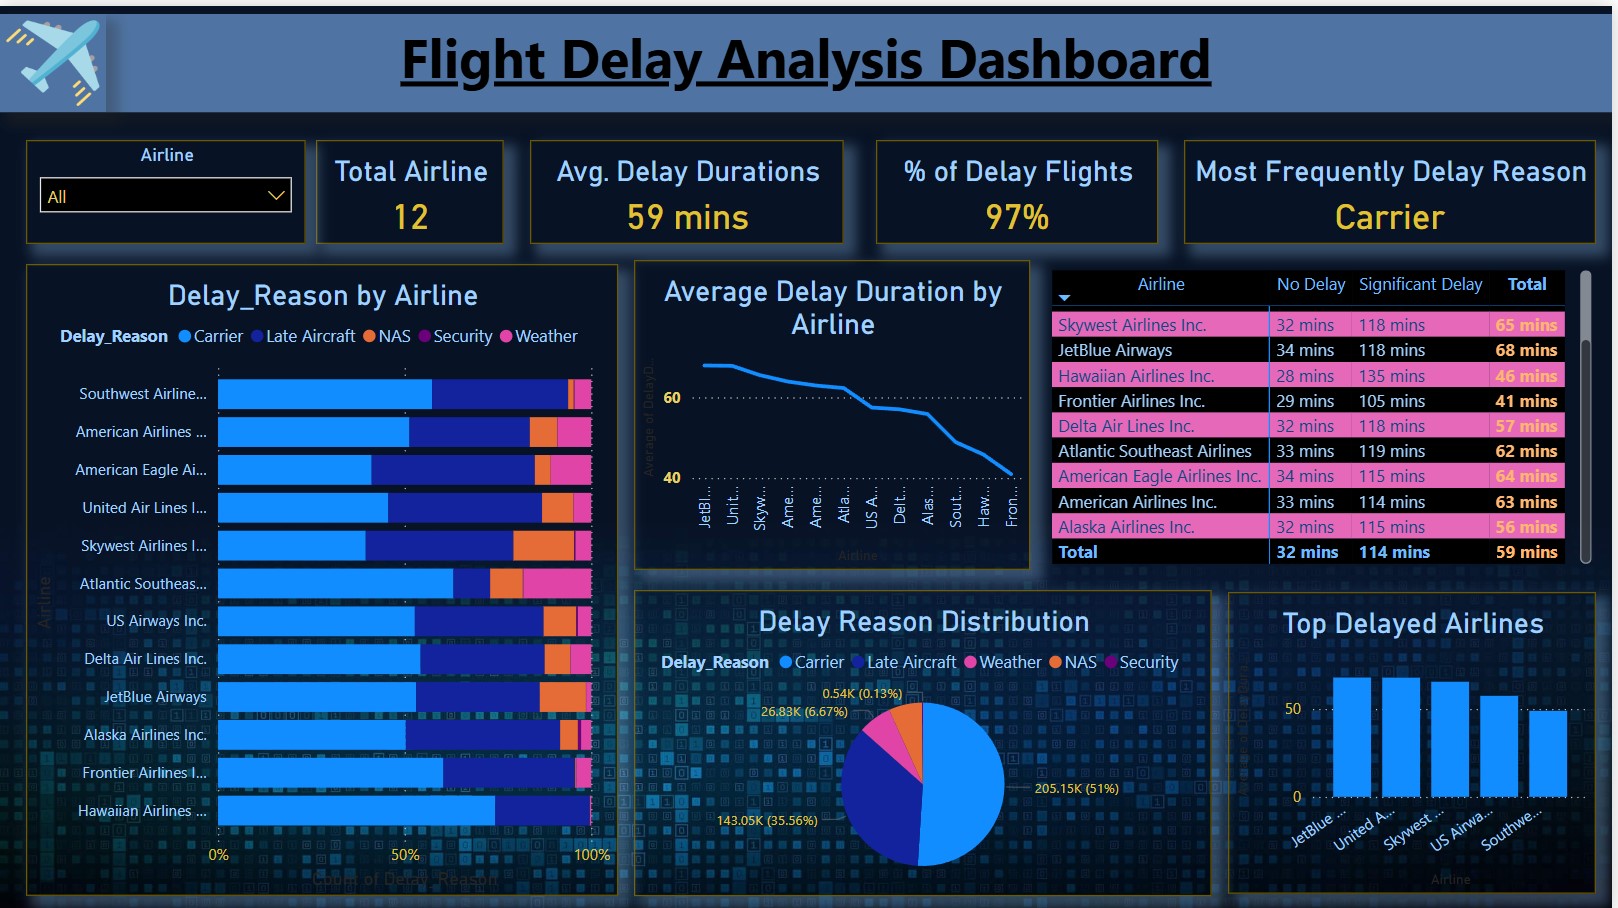 Flight Delay Analysis Dashboard
Airline
All
Total Airline
12
Avg. Delay Durations
59 mins
% of Delay Flights
97%
Most Frequently Delay Reason
Carrier
Delay_Reason by Airline
Delay_Reason Carrier Late Aircraft NAS Security Weather
Airline
Southwest Airline...
American Airlines ...
American Eagle Ai...
United Air Lines I...
Skywest Airlines I...
Atlantic Southeas...
US Airways Inc.
Delta Air Lines Inc.
JetBlue Airways
Alaska Airlines Inc.
Frontier Airlines I...
Hawaiian Airlines ...
0% 50% 100%
Count of Delay_Reason
Average Delay Duration by
Airline
Average of DelayD...
60
40
JetBl...
Unit...
Skyw...
Ame...
Ame...
Atla...
US A...
Delt...
Alas...
Sout...
Haw...
Fron...
Airline
Airline No Delay Significant Delay Total
Skywest Airlines Inc. 32 mins 118 mins 65 mins
JetBlue Airways 34 mins 118 mins 68 mins
Hawaiian Airlines Inc. 28 mins 135 mins 46 mins
Frontier Airlines Inc. 29 mins 105 mins 41 mins
Delta Air Lines Inc. 32 mins 118 mins 57 mins
Atlantic Southeast Airlines 33 mins 119 mins 62 mins
American Eagle Airlines Inc. 34 mins 115 mins 64 mins
American Airlines Inc. 33 mins 114 mins 63 mins
Alaska Airlines Inc. 32 mins 115 mins 56 mins
Total 32 mins 114 mins 59 mins
Delay Reason Distribution
Delay_Reason Carrier Late Aircraft Weather NAS Security
0.54K (0.13%)
26.83K (6.67%)
205.15K (51%)
143.05K (35.56%)
Top Delayed Airlines
50
0
JetBlue ...
United A...
Skywest ...
US Airwa...
Southwe...
Airline